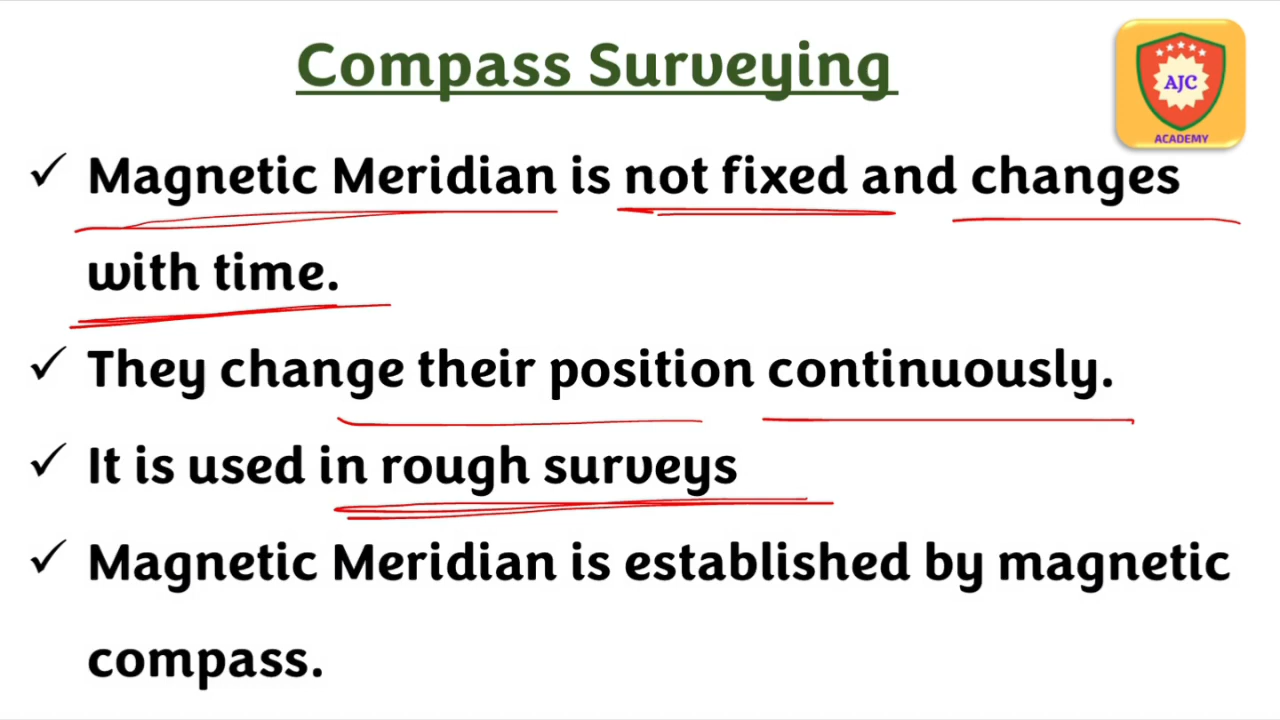 Compass Surveying
AJC
ACADEMY
✓ Magnetic Meridian is not fixed and changes
with time.
✓ They change their position continuously.
✓ It is used in rough surveys
✓ Magnetic Meridian is established by magnetic
compass.